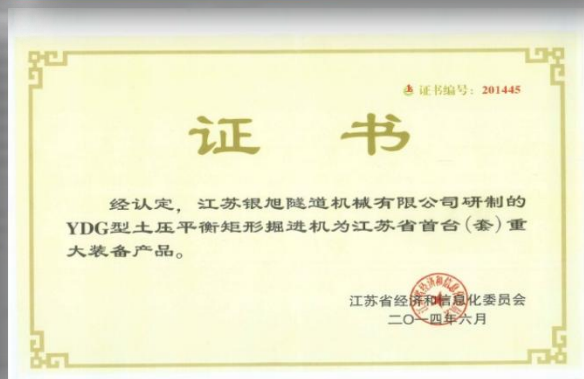 证书编号：201445
证 书
经认定，江苏银旭隧道机械有限公司研制的
YDG型土压平衡矩形掘进机为江苏省首台(套)重
大装备产品。
江苏省经济和信息化委员会
二〇一四年六月